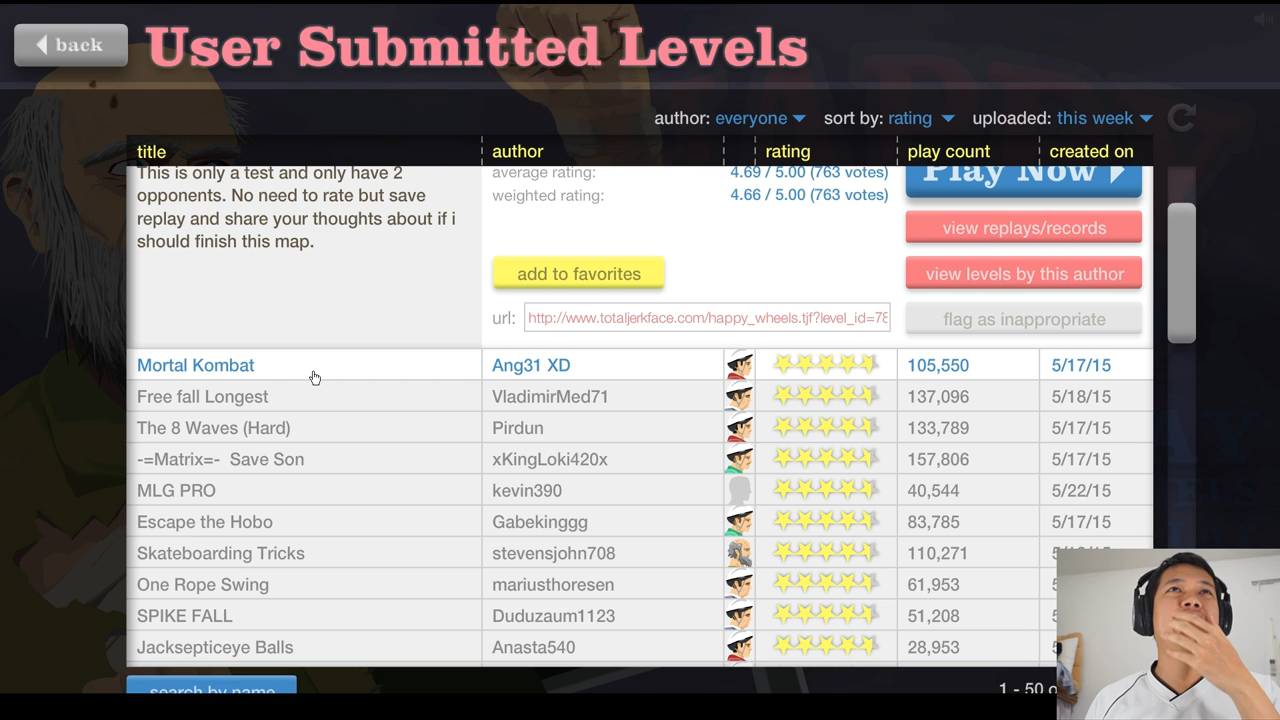 back
User Submitted Levels
author: everyone sort by: rating uploaded: this week
title author rating play count created on
This is only a test and only have 2
opponents. No need to rate but save
replay and share your thoughts about if i
should finish this map.
average rating: 4.69 / 5.00 (763 votes)
weighted rating: 4.66 / 5.00 (763 votes)
add to favorites
url: http://www.totaljerkface.com/happy_wheels.tjf?level_id=78
Play Now
view replays/records
view levels by this author
flag as inappropriate
Mortal Kombat Ang31 XD 105,550 5/17/15
Free fall Longest VladimirMed71 137,096 5/18/15
The 8 Waves (Hard) Pirdun 133,789 5/17/15
-=Matrix=- Save Son xKingLoki420x 157,806 5/17/15
MLG PRO kevin390 40,544 5/22/15
Escape the Hobo Gabekinggg 83,785 5/17/15
Skateboarding Tricks stevensjohn708 110,271
One Rope Swing mariusthoresen 61,953
SPIKE FALL Duduzaum1123 51,208
Jacksepticeye Balls Anasta540 28,953
search by name 1 - 50